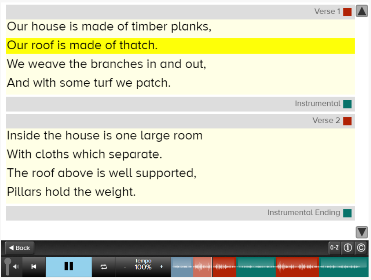 Verse 1
Our house is made of timber planks,
Our roof is made of thatch.
We weave the branches in and out,
And with some turf we patch.
Instrumental
Verse 2
Inside the house is one large room
With cloths which separate.
The roof above is well supported,
Pillars hold the weight.
Instrumental Ending
Back
Tempo
100%